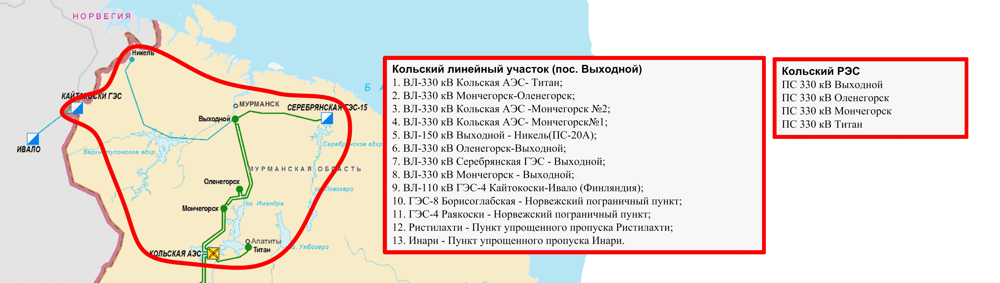 НОРВЕГИЯ
Никель
КАЙТАКОСКИ ГЭС
ИВАЛО
МУРМАНСК
СЕРЕБРЯНСКАЯ ГЭС-15
Выходной
Верхнетуломское вдхр.
Серебрянское вдхр
МУРМАНСКАЯ ОБЛАСТЬ
Оленегорск
оз. Ловозеро
оз. Имандра
Мончегорск
Апатиты
Титан
оз. Умбозеро
КОЛЬСКАЯ АЭС
Б А
Кольский линейный участок (пос. Выходной)
1. ВЛ-330 кВ Кольская АЭС- Титан;
2. ВЛ-330 кВ Мончегорск-Оленегорск;
3. ВЛ-330 кВ Кольская АЭС -Мончегорск №2;
4. ВЛ-330 кВ Кольская АЭС- Мончегорск№1;
5. ВЛ-150 кВ Выходной - Никель(ПС-20А);
6. ВЛ-330 кВ Оленегорск-Выходной;
7. ВЛ-330 кВ Серебрянская ГЭС - Выходной;
8. ВЛ-330 кВ Мончегорск - Выходной;
9. ВЛ-110 кВ ГЭС-4 Кайтокоски-Ивало (Финляндия);
10. ГЭС-8 Борисоглабская - Норвежский пограничный пункт;
11. ГЭС-4 Раякоски - Норвежский пограничный пункт;
12. Ристилахти - Пункт упрощенного пропуска Ристилахти;
13. Инари - Пункт упрощенного пропуска Инари.
Кольский РЭС
ПС 330 кВ Выходной
ПС 330 кВ Оленегорск
ПС 330 кВ Мончегорск
ПС 330 кВ Титан